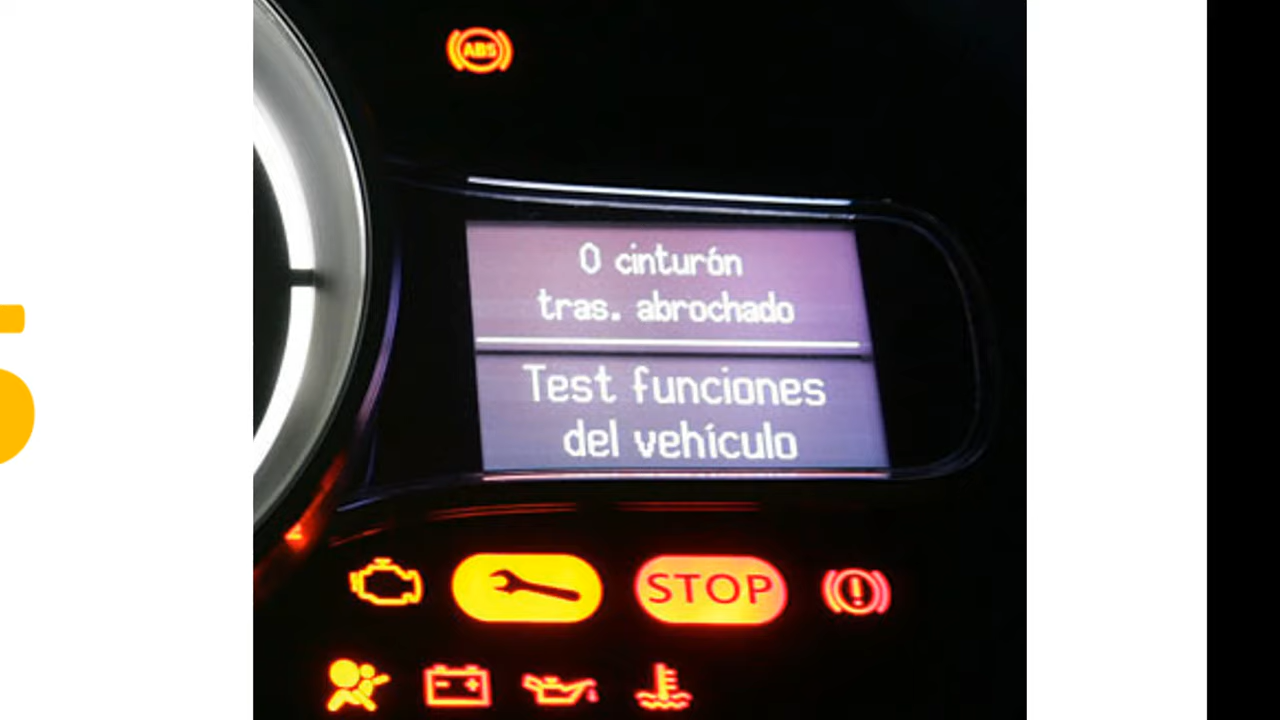 ABS
0 cinturón
tras. abrochado
Test funciones
del vehículo
STOP